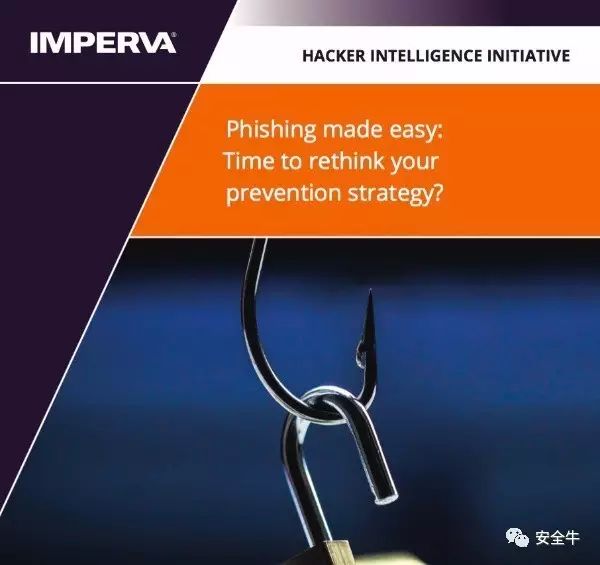 IMPERVA®
HACKER INTELLIGENCE INITIATIVE
Phishing made easy:
Time to rethink your
prevention strategy?
安全牛